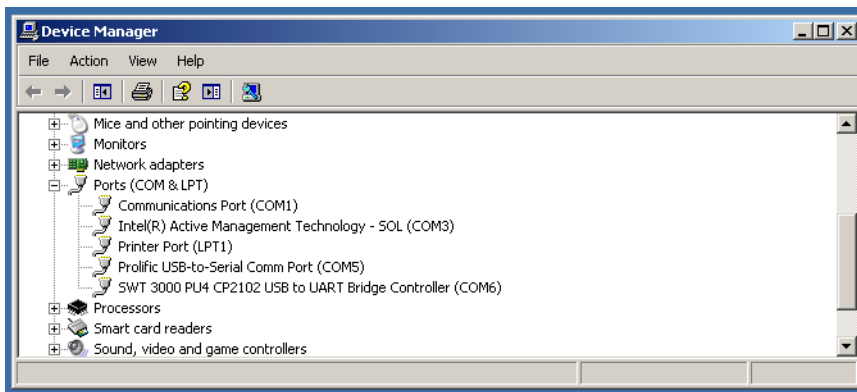 Device Manager
File Action View Help
Mice and other pointing devices
Monitors
Network adapters
Ports (COM & LPT)
Communications Port (COM1)
Intel(R) Active Management Technology - SOL (COM3)
Printer Port (LPT1)
Prolific USB-to-Serial Comm Port (COM5)
SWT 3000 PU4 CP2102 USB to UART Bridge Controller (COM6)
Processors
Smart card readers
Sound, video and game controllers